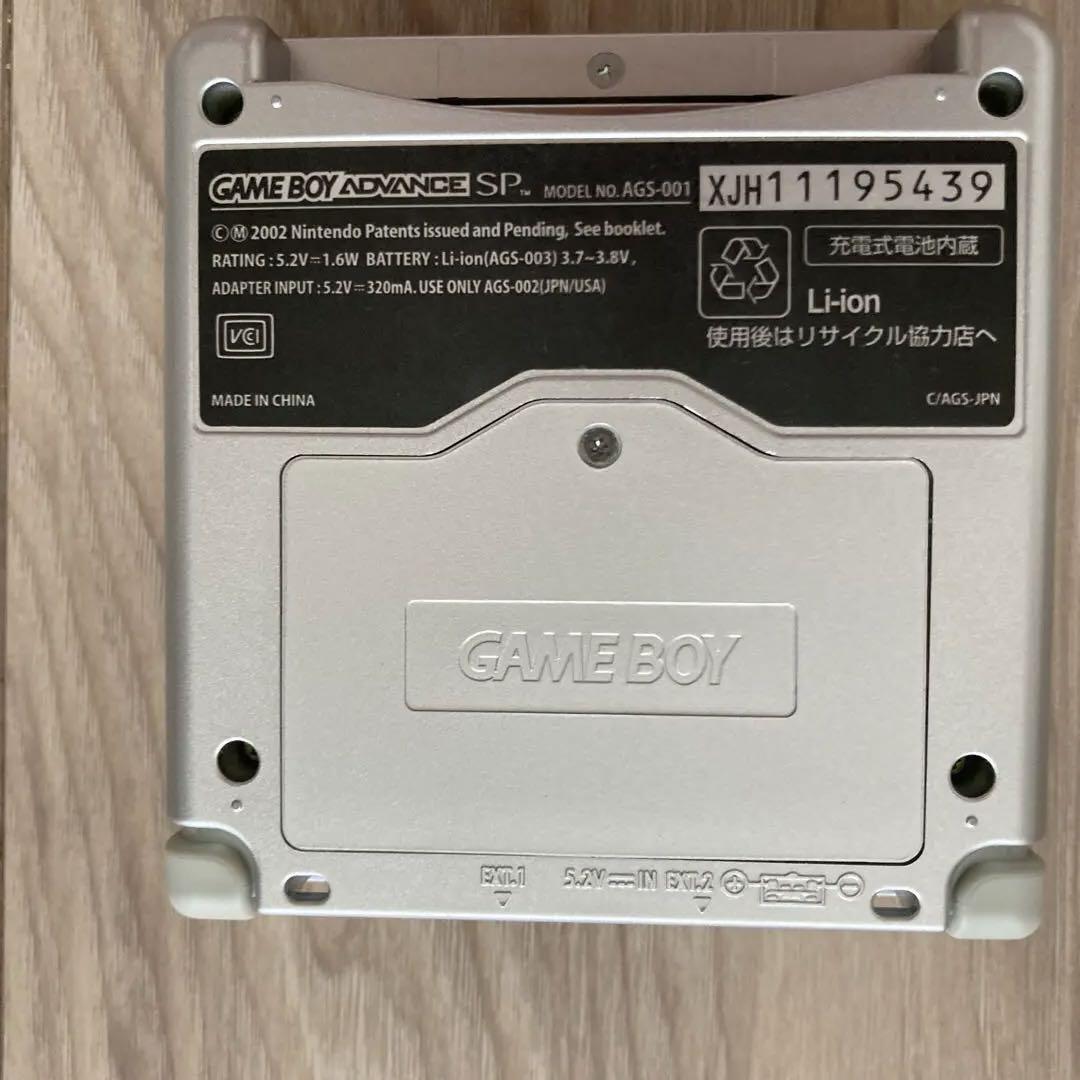 GAME BOY ADVANCE SP™ MODEL NO. AGS-001 XJH11195439
©Ⓜ 2002 Nintendo Patents issued and Pending, See booklet.
RATING : 5.2V⎓1.6W BATTERY : Li-ion(AGS-003) 3.7~3.8V,
ADAPTER INPUT : 5.2V⎓320mA. USE ONLY AGS-002(JPN/USA)
VCI
MADE IN CHINA
充電式電池内蔵
Li-ion
使用後はリサイクル協力店へ
C/AGS-JPN
GAME BOY
EXT.1 5.2V⎓IN EXT.2